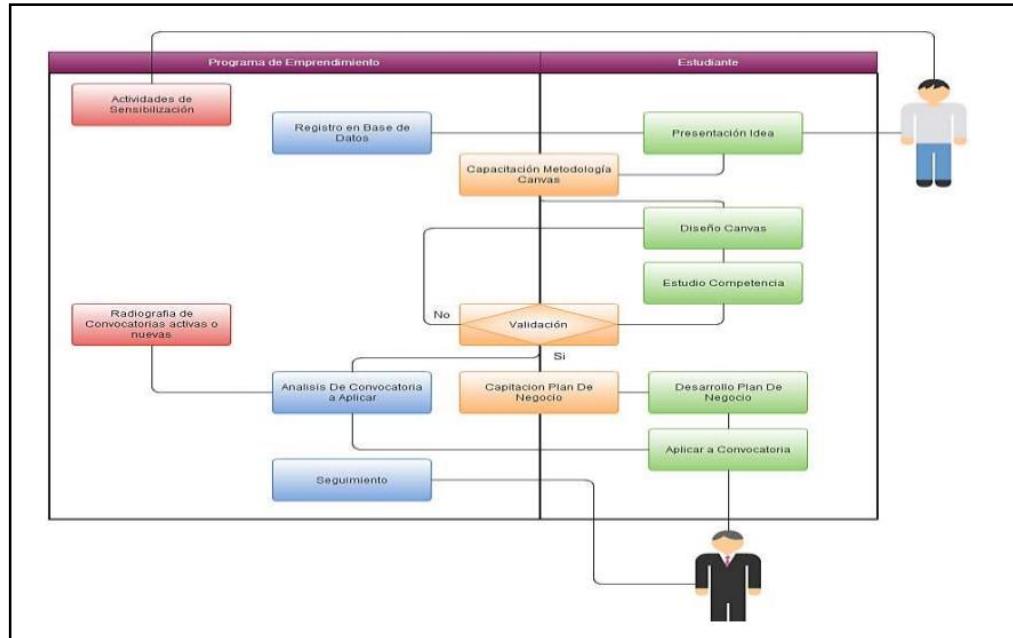 Programa de Emprendimiento
Estudiante
Actividades de
Sensibilización
Registro en Base de
Datos
Presentación Idea
Capacitación Metodología
Canvas
Diseño Canvas
Estudio Competencia
Radiografia de
Convocatorias activas o
nuevas
No
Validación
Si
Analisis De Convocatoria
a Aplicar
Capitacion Plan De
Negocio
Desarrollo Plan De
Negocio
Aplicar a Convocatoria
Seguimiento